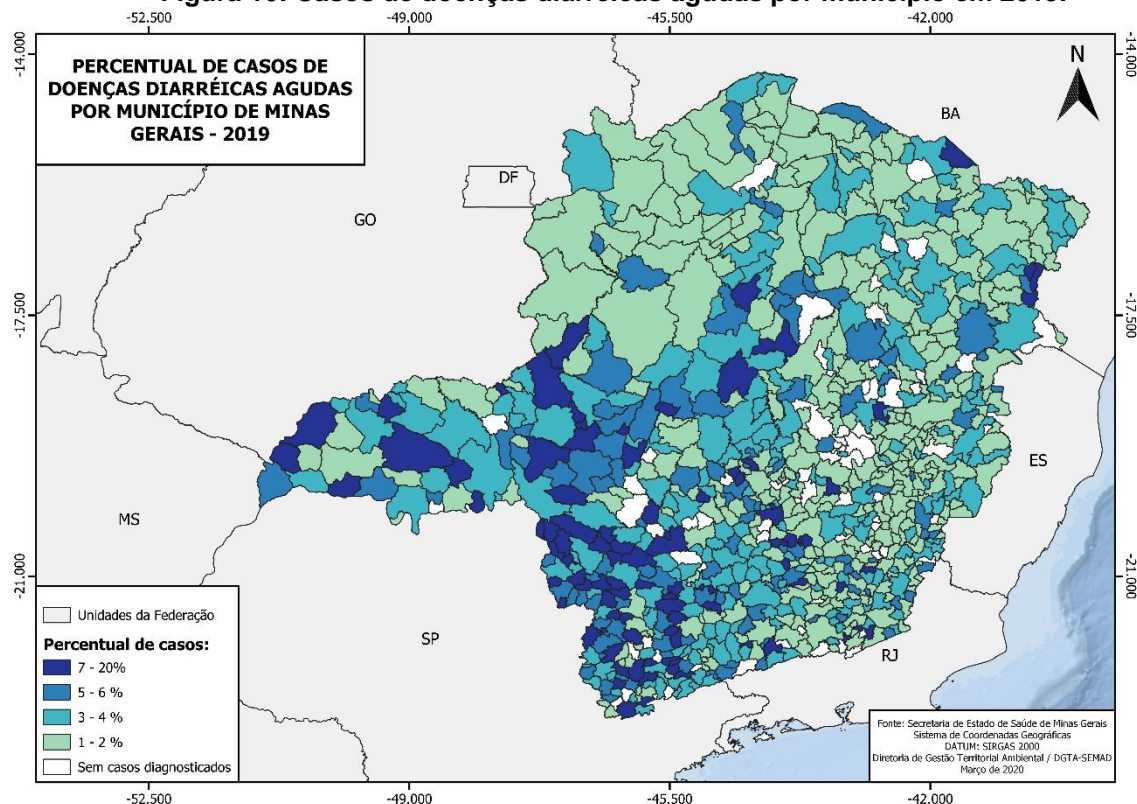 -52.500 -49.000 -45.500 -42.000
-14.000 -14.000
PERCENTUAL DE CASOS DE
DOENÇAS DIARRÉICAS AGUDAS
POR MUNICÍPIO DE MINAS
GERAIS - 2019
N
BA
DF
GO
-17.500 -17.500
ES
MS
-21.000 -21.000
SP
RJ
Unidades da Federação
Percentual de casos:
7 - 20%
5 - 6 %
3 - 4%
1 - 2 %
Sem casos diagnosticados
Fonte: Secretaria de Estado de Saúde de Minas Gerais
Sistema de Coordenadas Geográficas
DATUM: SIRGAS 2000
Diretoria de Gestão Territorial Ambiental / DGTA-SEMAD
Março de 2020
-52.500 -49.000 -45.500 -42.000